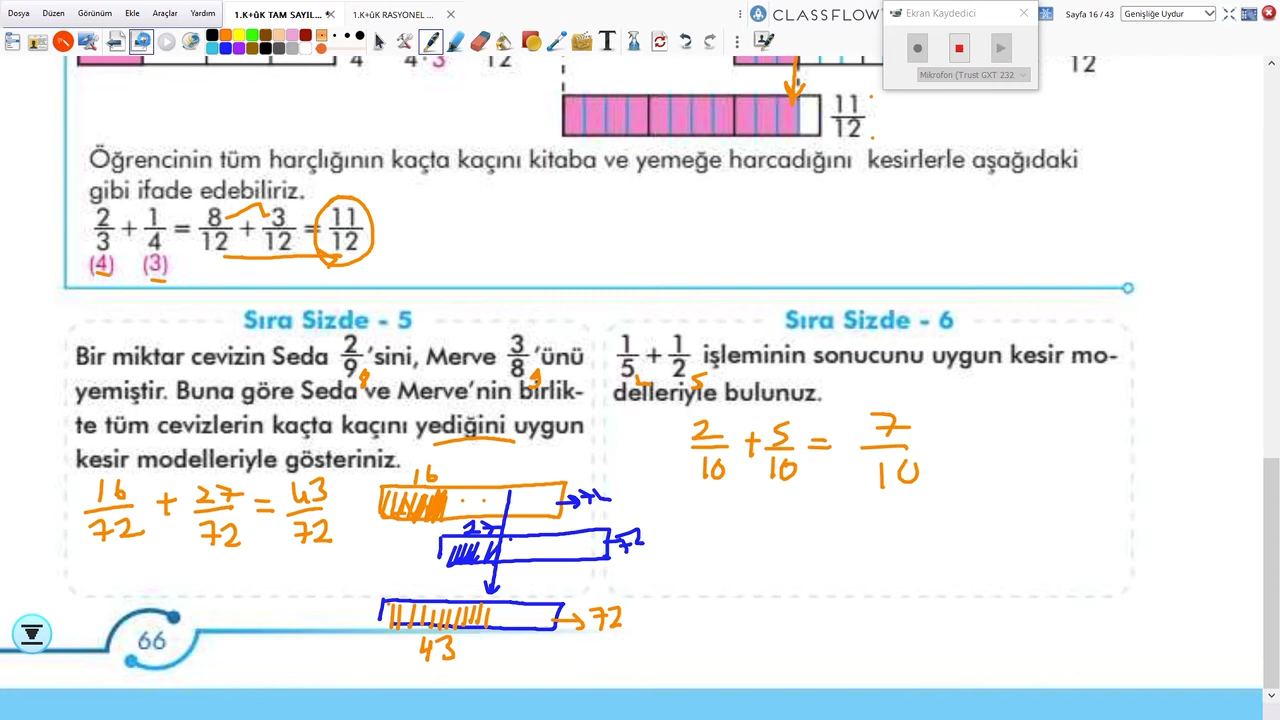 Dosya Düzen Görünüm Ekle Araçlar Yardım
1.K+üK TAM SAYIL...*
1.K+üK RASYONEL ...
CLASSFLOW
Ekran Kaydedici
Sayfa 16 / 43
Genişliğe Uydur
Mikrofon (Trust GXT 232
4 4·3 12 12
11/12
Öğrencinin tüm harçlığının kaçta kaçını kitaba ve yemeğe harcadığını kesirlerle aşağıdaki
gibi ifade edebiliriz.
2/3 + 1/4 = 8/12 + 3/12 = 11/12
(4) (3)
Sıra Sizde - 5
Bir miktar cevizin Seda 2/9 'sini, Merve 3/8 'ünü
yemiştir. Buna göre Seda ve Merve'nin birlik-
te tüm cevizlerin kaçta kaçını yediğini uygun
kesir modelleriyle gösteriniz.
16/72 + 27/72 = 43/72
16
72
27
72
72
43
Sıra Sizde - 6
1/5 + 1/2 işleminin sonucunu uygun kesir mo-
delleriyle bulunuz.
2/10 + 5/10 = 7/10
66